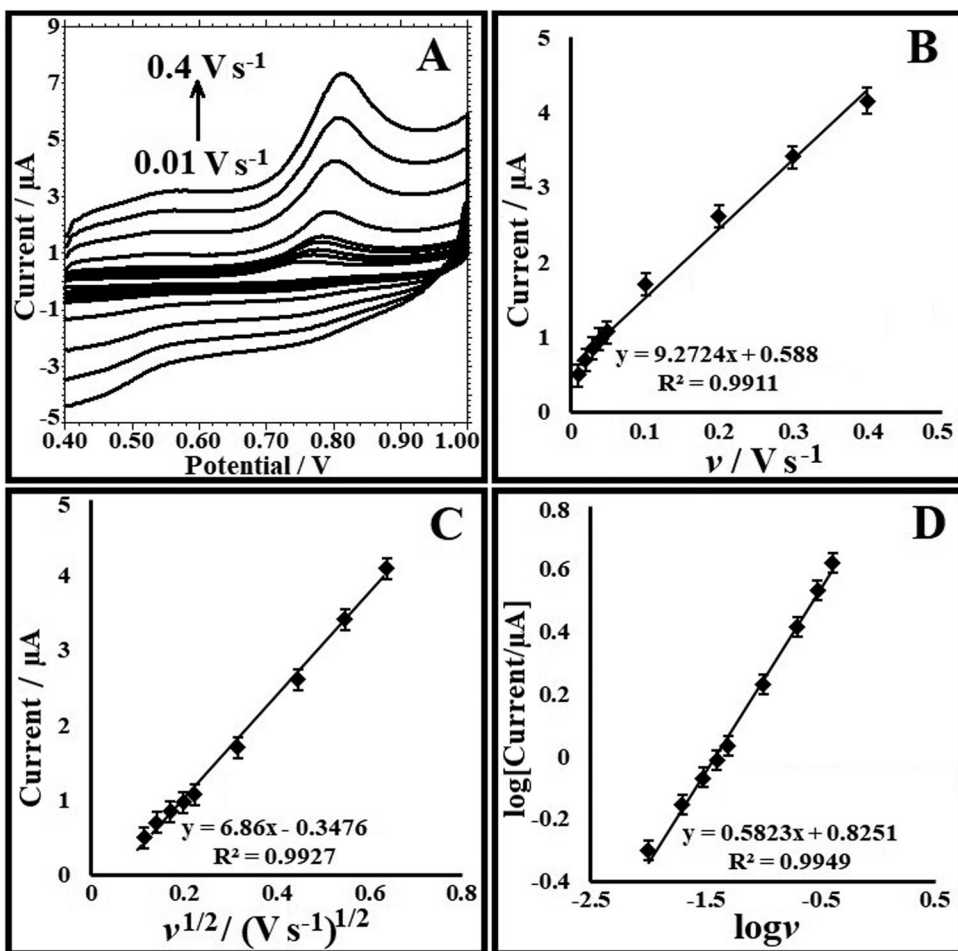 A
9
7
5
3
1
-1
-3
-5
0.4 V s-1
0.01 V s-1
Current / μA
0.40 0.50 0.60 0.70 0.80 0.90 1.00
Potential / V
B
5
4
3
2
1
0
Current / μA
y = 9.2724x + 0.588
R² = 0.9911
0 0.1 0.2 0.3 0.4 0.5
ν / V s-1
C
5
4
3
2
1
0
Current / μA
y = 6.86x - 0.3476
R² = 0.9927
0 0.2 0.4 0.6 0.8
ν1/2 / (V s-1)1/2
D
0.8
0.6
0.4
0.2
0
-0.2
-0.4
log[Current/μA]
y = 0.5823x + 0.8251
R² = 0.9949
-2.5 -1.5 -0.5 0.5
logν